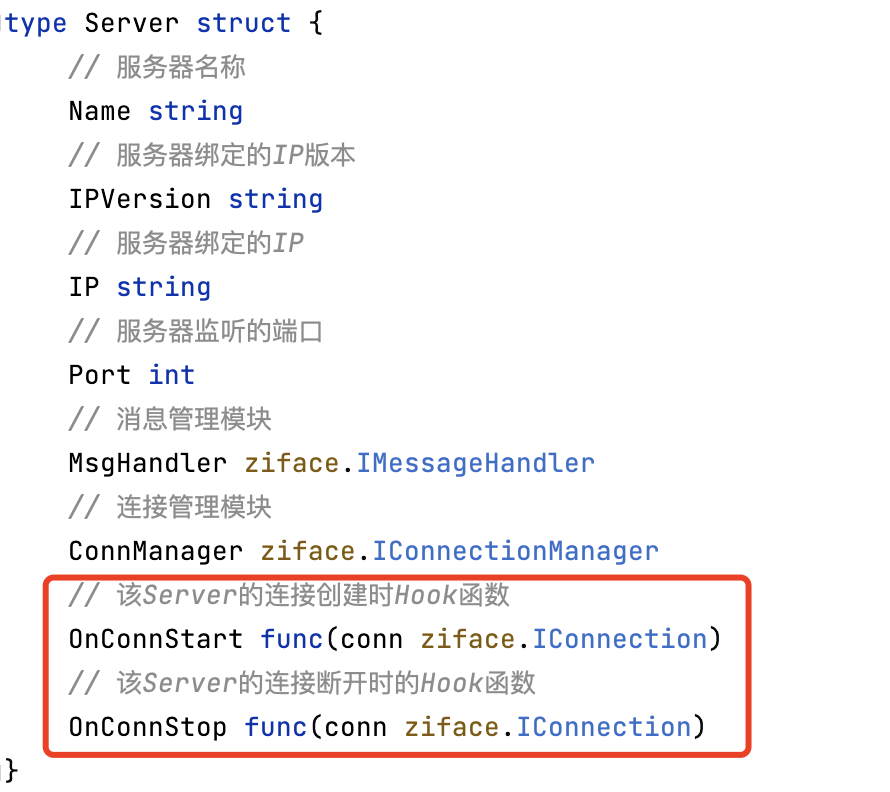 type Server struct {
// 服务器名称
Name string
// 服务器绑定的IP版本
IPVersion string
// 服务器绑定的IP
IP string
// 服务器监听的端口
Port int
// 消息管理模块
MsgHandler ziface.IMessageHandler
// 连接管理模块
ConnManager ziface.IConnectionManager
// 该Server的连接创建时Hook函数
OnConnStart func(conn ziface.IConnection)
// 该Server的连接断开时的Hook函数
OnConnStop func(conn ziface.IConnection)
}